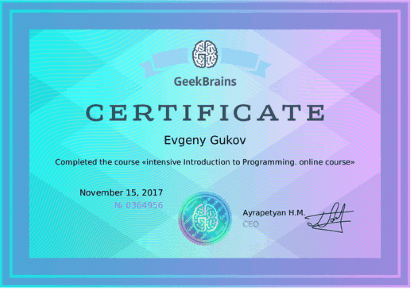 GeekBrains
CERTIFICATE
Evgeny Gukov
Completed the course «intensive Introduction to Programming. online course»
November 15, 2017
№ 0364956
Ayrapetyan H.M.
CEO